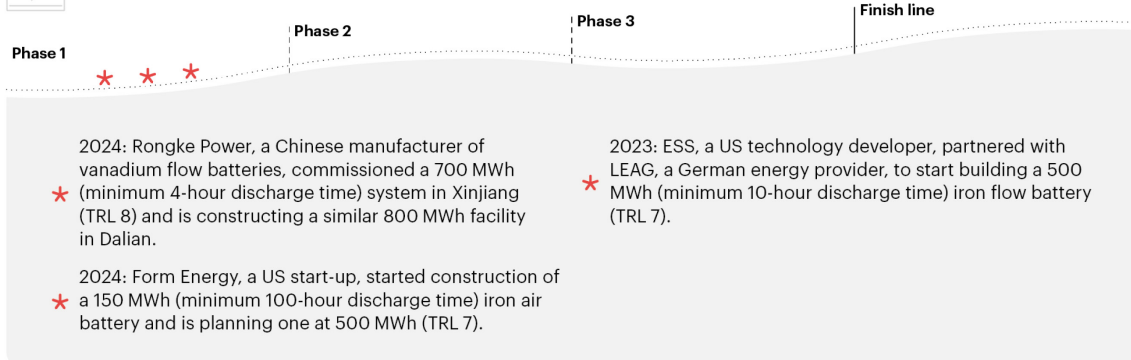 Phase 1
Phase 2
Phase 3
Finish line
2024: Rongke Power, a Chinese manufacturer of
vanadium flow batteries, commissioned a 700 MWh
(minimum 4-hour discharge time) system in Xinjiang
(TRL 8) and is constructing a similar 800 MWh facility
in Dalian.
2024: Form Energy, a US start-up, started construction of
a 150 MWh (minimum 100-hour discharge time) iron air
battery and is planning one at 500 MWh (TRL 7).
2023: ESS, a US technology developer, partnered with
LEAG, a German energy provider, to start building a 500
MWh (minimum 10-hour discharge time) iron flow battery
(TRL 7).